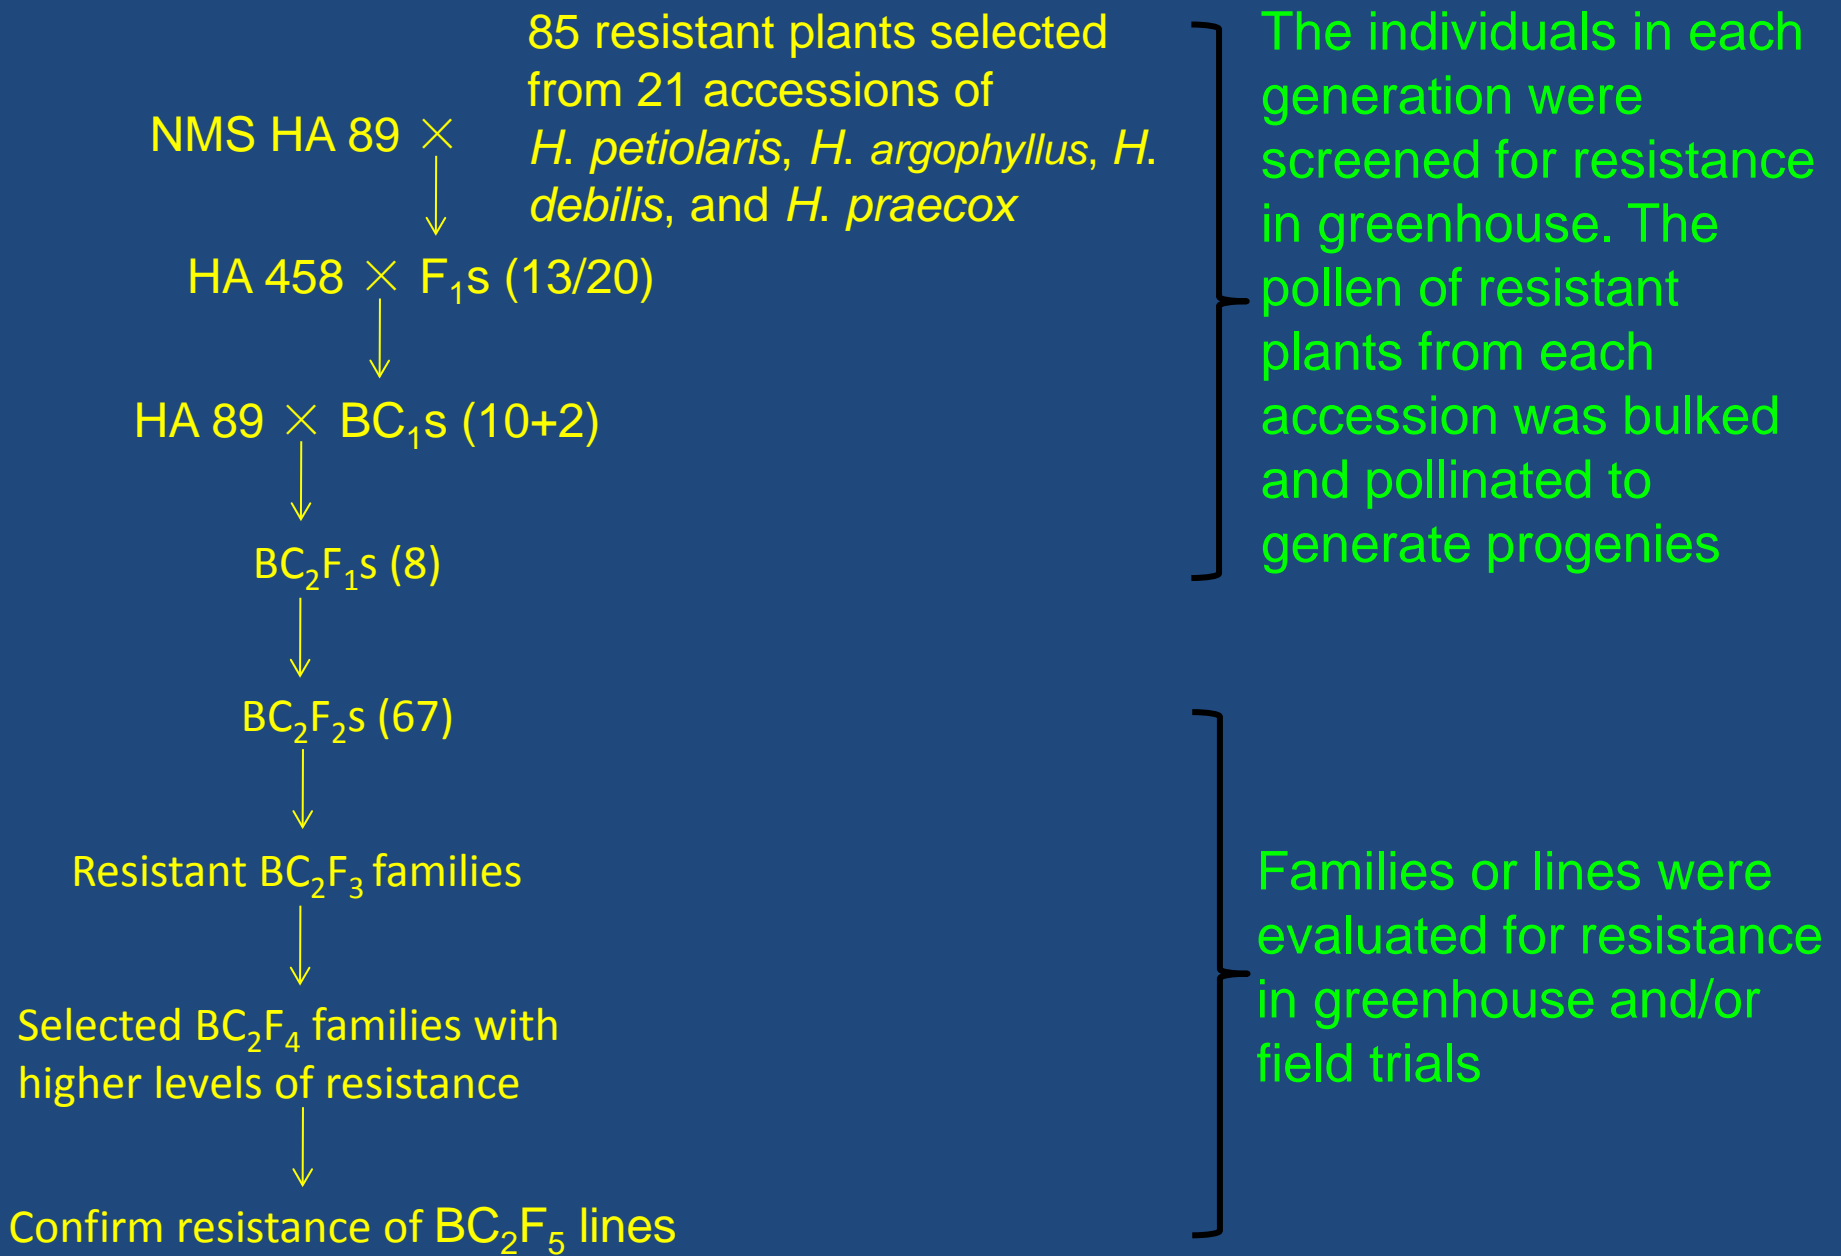 85 resistant plants selected
from 21 accessions of
H. petiolaris, H. argophyllus, H.
debilis, and H. praecox
NMS HA 89 ×
HA 458 × F₁s (13/20)
HA 89 × BC₁s (10+2)
BC₂F₁s (8)
BC₂F₂s (67)
Resistant BC₂F₃ families
Selected BC₂F₄ families with
higher levels of resistance
Confirm resistance of BC₂F₅ lines
The individuals in each
generation were
screened for resistance
in greenhouse. The
pollen of resistant
plants from each
accession was bulked
and pollinated to
generate progenies
Families or lines were
evaluated for resistance
in greenhouse and/or
field trials